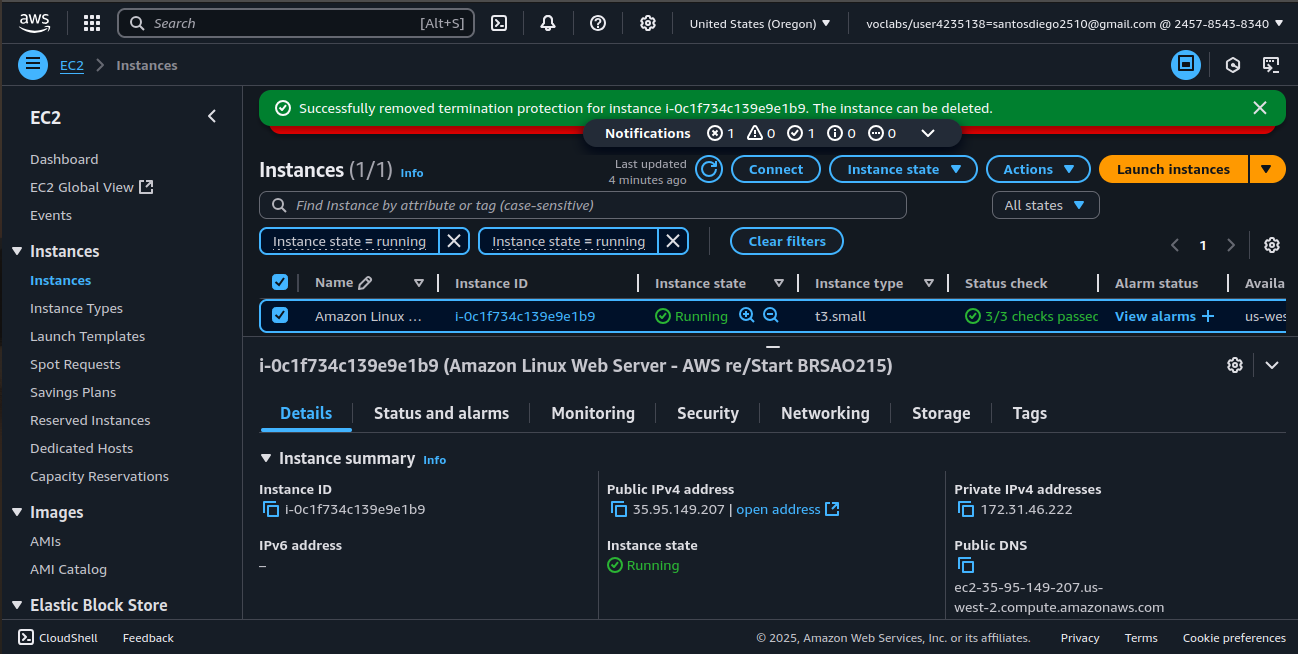 aws
Search [Alt+S]
United States (Oregon)
voclabs/user4235138=santosdiego2510@gmail.com @ 2457-8543-8340
EC2 Instances
EC2
Dashboard
EC2 Global View
Events
Instances
Instances
Instance Types
Launch Templates
Spot Requests
Savings Plans
Reserved Instances
Dedicated Hosts
Capacity Reservations
Images
AMIs
AMI Catalog
Elastic Block Store
Successfully removed termination protection for instance i-0c1f734c139e9e1b9. The instance can be deleted.
Notifications 1 0 1 0 0
Instances (1/1) Info
Last updated
4 minutes ago
Connect
Instance state
Actions
Launch instances
Find Instance by attribute or tag (case-sensitive)
All states
Instance state = running
Instance state = running
Clear filters
1
Name Instance ID Instance state Instance type Status check Alarm status Availa
Amazon Linux ... i-0c1f734c139e9e1b9 Running t3.small 3/3 checks passec View alarms + us-wes
i-0c1f734c139e9e1b9 (Amazon Linux Web Server - AWS re/Start BRSAO215)
Details Status and alarms Monitoring Security Networking Storage Tags
Instance summary Info
Instance ID
i-0c1f734c139e9e1b9
IPv6 address
–
Public IPv4 address
35.95.149.207 | open address
Instance state
Running
Private IPv4 addresses
172.31.46.222
Public DNS
ec2-35-95-149-207.us-
west-2.compute.amazonaws.com
CloudShell Feedback
© 2025, Amazon Web Services, Inc. or its affiliates. Privacy Terms Cookie preferences